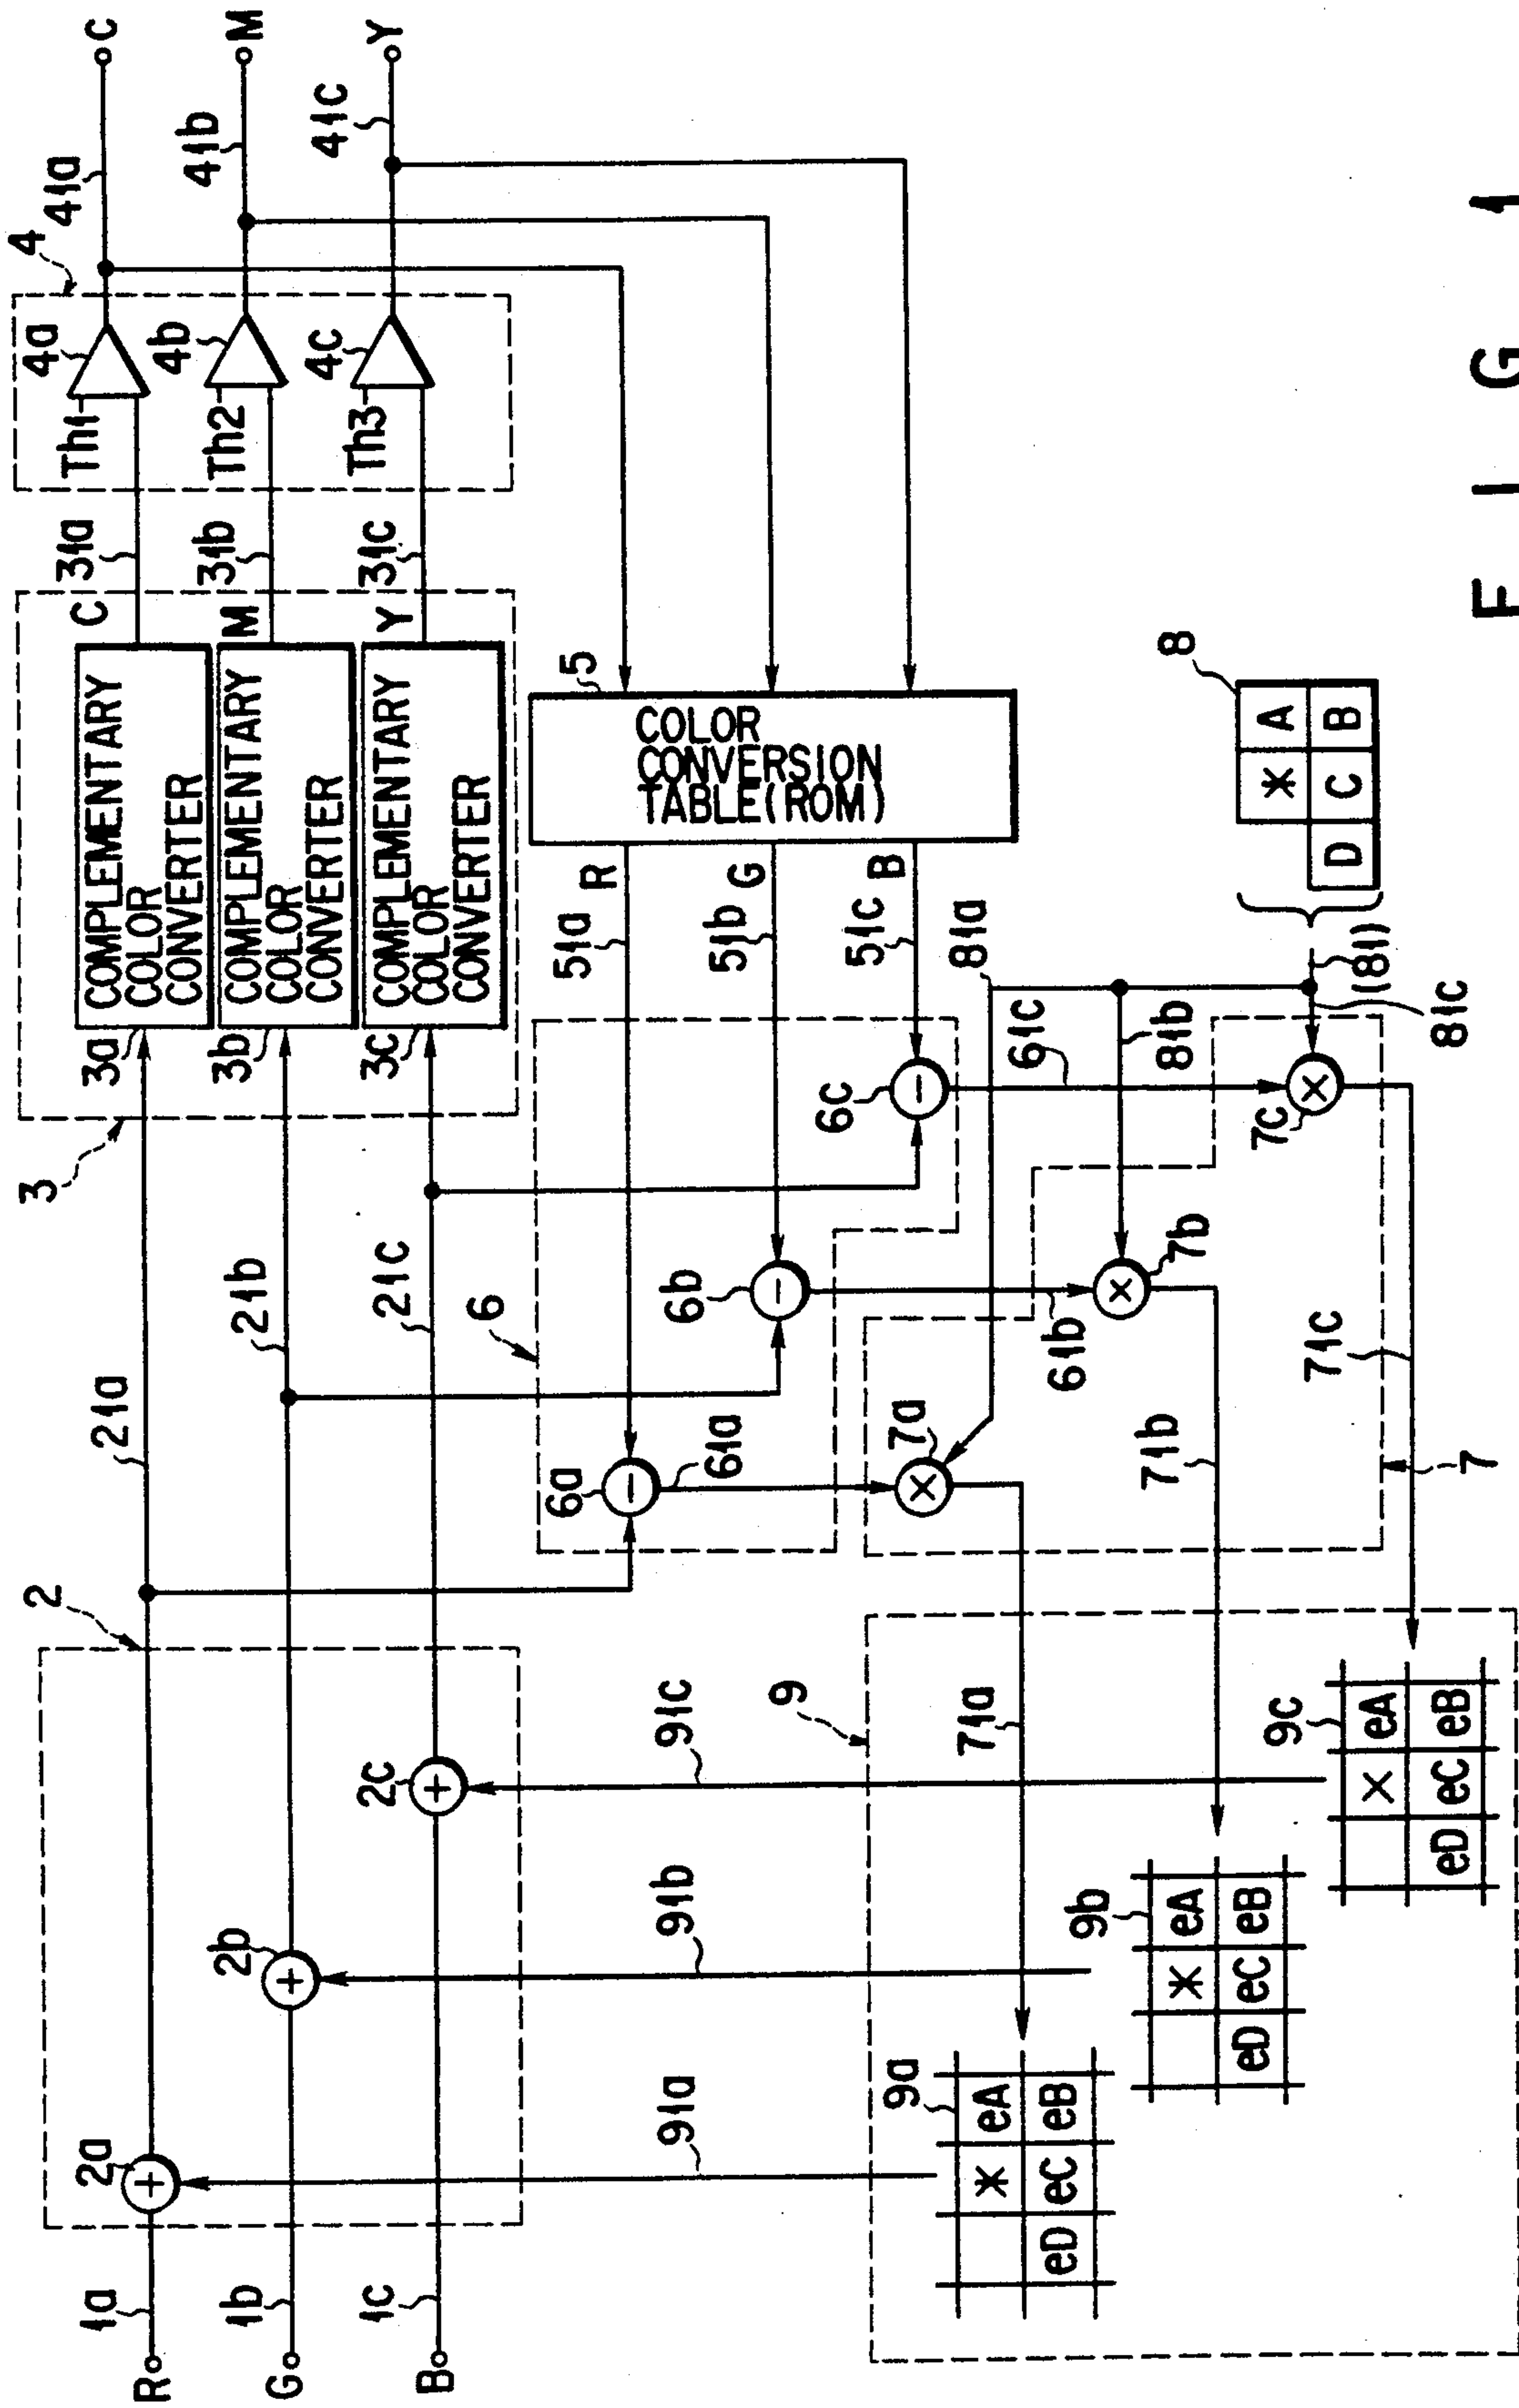 R 1a 2a 2 21a 3 3a COMPLEMENTARY COLOR CONVERTER C 31a Th1 4a 4 41a C
G 1b 2b 21b 3b COMPLEMENTARY COLOR CONVERTER M 31b Th2 4b 41b M
B 1c 2c 21c 3c COMPLEMENTARY COLOR CONVERTER Y 31c Th3 4c 41c Y
+
+
+
6
6a
6b
6c
−
−
−
51a R
51b G
51c B
5
COLOR
CONVERSION
TABLE(ROM)
61a
61b
61c
7a
7b
7c
×
×
×
7
81a
81b
81c
(81)
8
* A
D C B
71a
71b
71c
91a
91b
91c
9
9a
* eA
eD eC eB
9b
* eA
eD eC eB
9c
× eA
eD eC eB
FIG 1